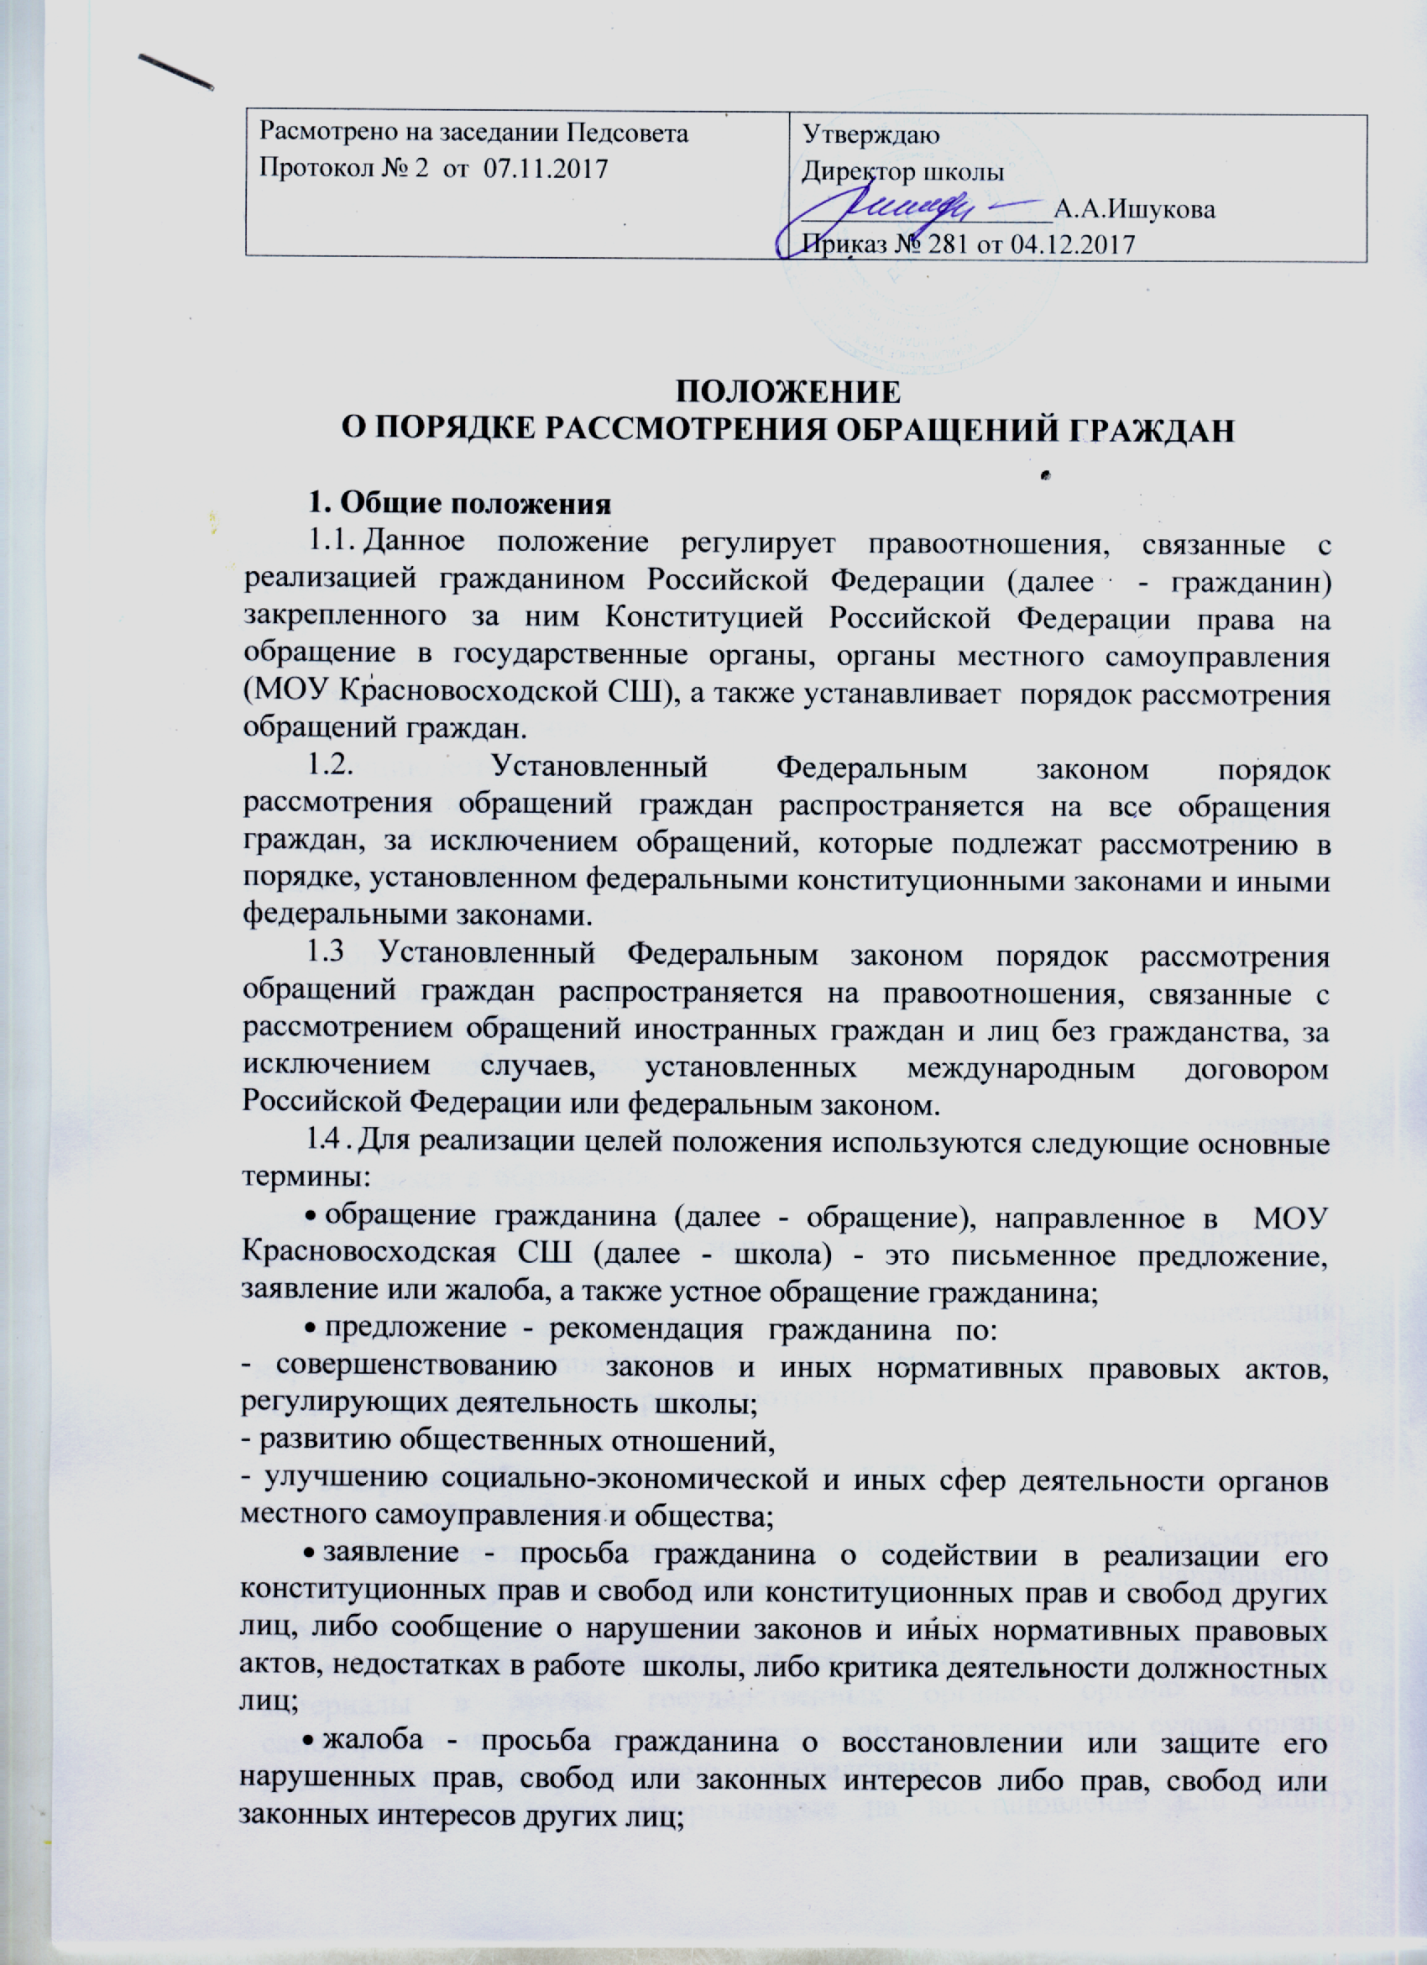 Расмотрено на заседании Педсовета
Протокол № 2 от 07.11.2017
Утверждаю
Директор школы
А.А.Ишукова
Приказ № 281 от 04.12.2017
ПОЛОЖЕНИЕ
О ПОРЯДКЕ РАССМОТРЕНИЯ ОБРАЩЕНИЙ ГРАЖДАН
1. Общие положения
1.1. Данное положение регулирует правоотношения, связанные с
реализацией гражданином Российской Федерации (далее - гражданин)
закрепленного за ним Конституцией Российской Федерации права на
обращение в государственные органы, органы местного самоуправления
(МОУ Красновосходской СШ), а также устанавливает порядок рассмотрения
обращений граждан.
1.2. Установленный Федеральным законом порядок
рассмотрения обращений граждан распространяется на все обращения
граждан, за исключением обращений, которые подлежат рассмотрению в
порядке, установленном федеральными конституционными законами и иными
федеральными законами.
1.3 Установленный Федеральным законом порядок рассмотрения
обращений граждан распространяется на правоотношения, связанные с
рассмотрением обращений иностранных граждан и лиц без гражданства, за
исключением случаев, установленных международным договором
Российской Федерации или федеральным законом.
1.4 . Для реализации целей положения используются следующие основные
термины:
• обращение гражданина (далее - обращение), направленное в МОУ
Красновосходская СШ (далее - школа) - это письменное предложение,
заявление или жалоба, а также устное обращение гражданина;
• предложение - рекомендация гражданина по:
- совершенствованию законов и иных нормативных правовых актов,
регулирующих деятельность школы;
- развитию общественных отношений,
- улучшению социально-экономической и иных сфер деятельности органов
местного самоуправления и общества;
• заявление - просьба гражданина о содействии в реализации его
конституционных прав и свобод или конституционных прав и свобод других
лиц, либо сообщение о нарушении законов и иных нормативных правовых
актов, недостатках в работе школы, либо критика деятельности должностных
лиц;
• жалоба - просьба гражданина о восстановлении или защите его
нарушенных прав, свобод или законных интересов либо прав, свобод или
законных интересов других лиц;